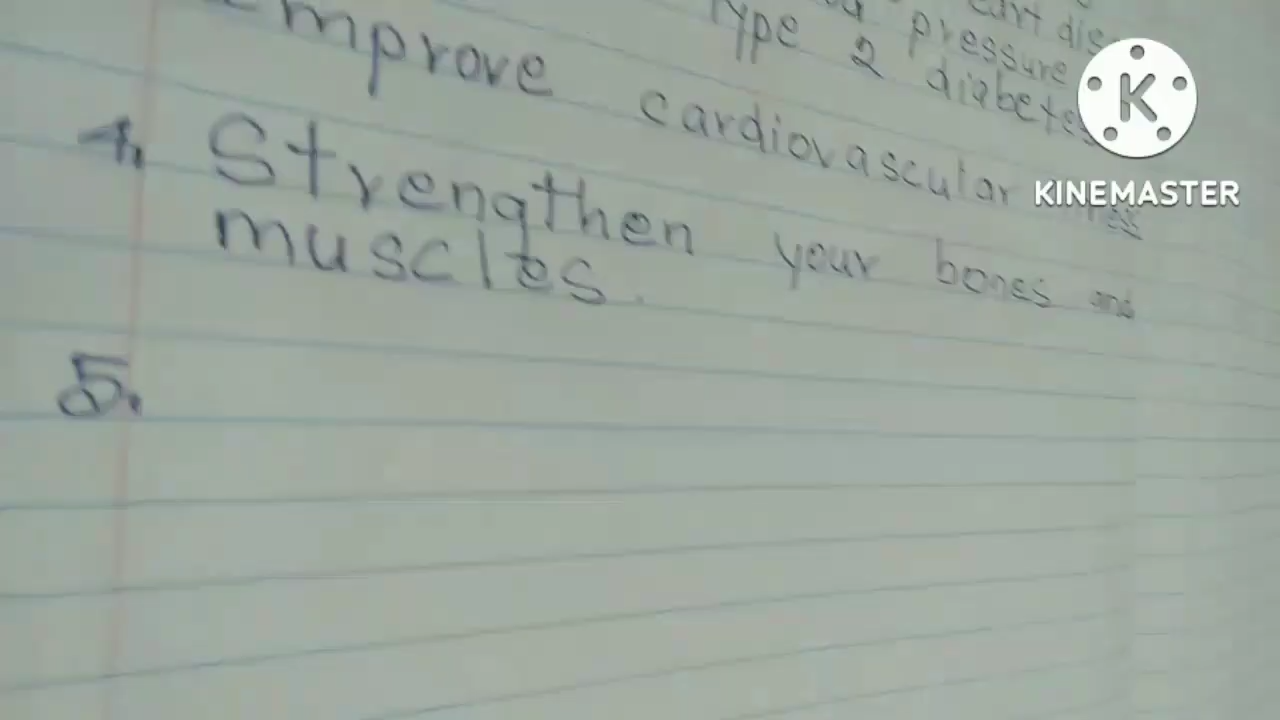 pressure
Type 2 diabetes
Improve cardiovascular
4. Strengthen your bones and
muscles.
5.
K
KINEMASTER